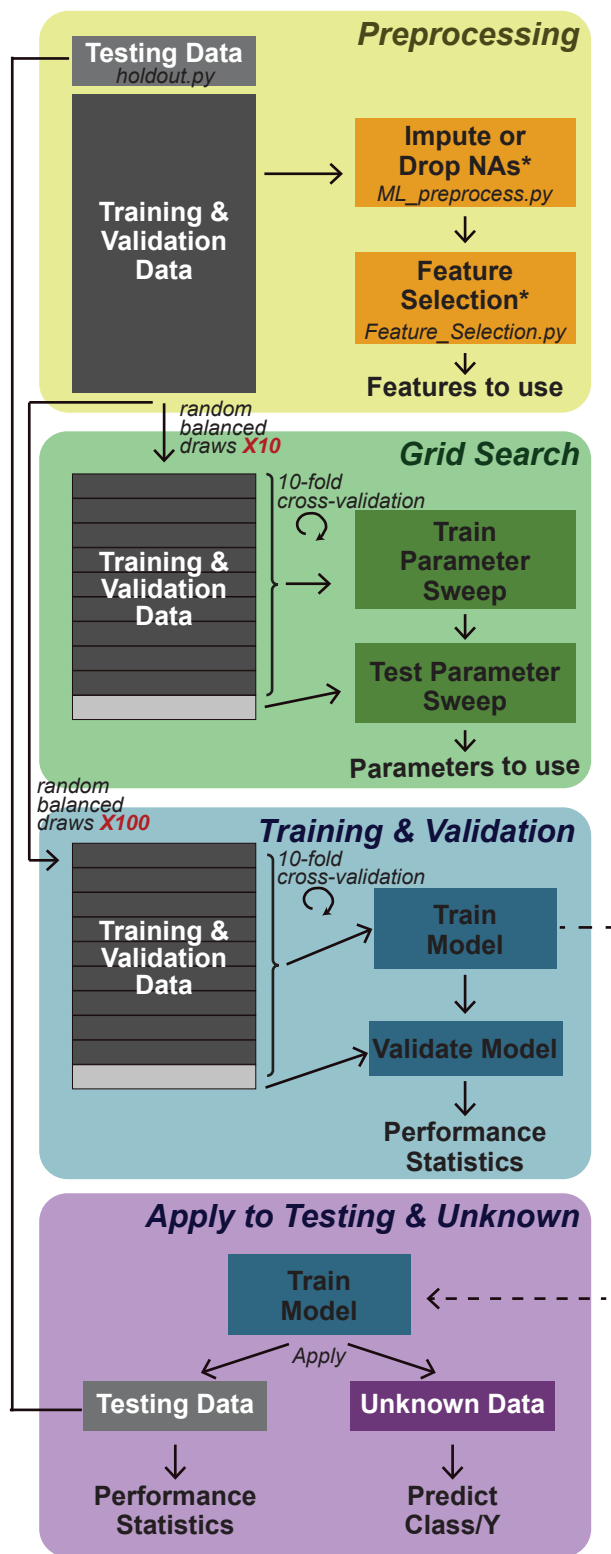 Preprocessing
Testing Data
holdout.py
Training &
Validation
Data
Impute or
Drop NAs*
ML_preprocess.py
Feature
Selection*
Feature_Selection.py
Features to use
random
balanced
draws X10
Grid Search
10-fold
cross-validation
Training &
Validation
Data
Train
Parameter
Sweep
Test Parameter
Sweep
Parameters to use
random
balanced
draws X100
Training & Validation
10-fold
cross-validation
Training &
Validation
Data
Train
Model
Validate Model
Performance
Statistics
Apply to Testing & Unknown
Train
Model
Apply
Testing Data
Unknown Data
Performance
Statistics
Predict
Class/Y